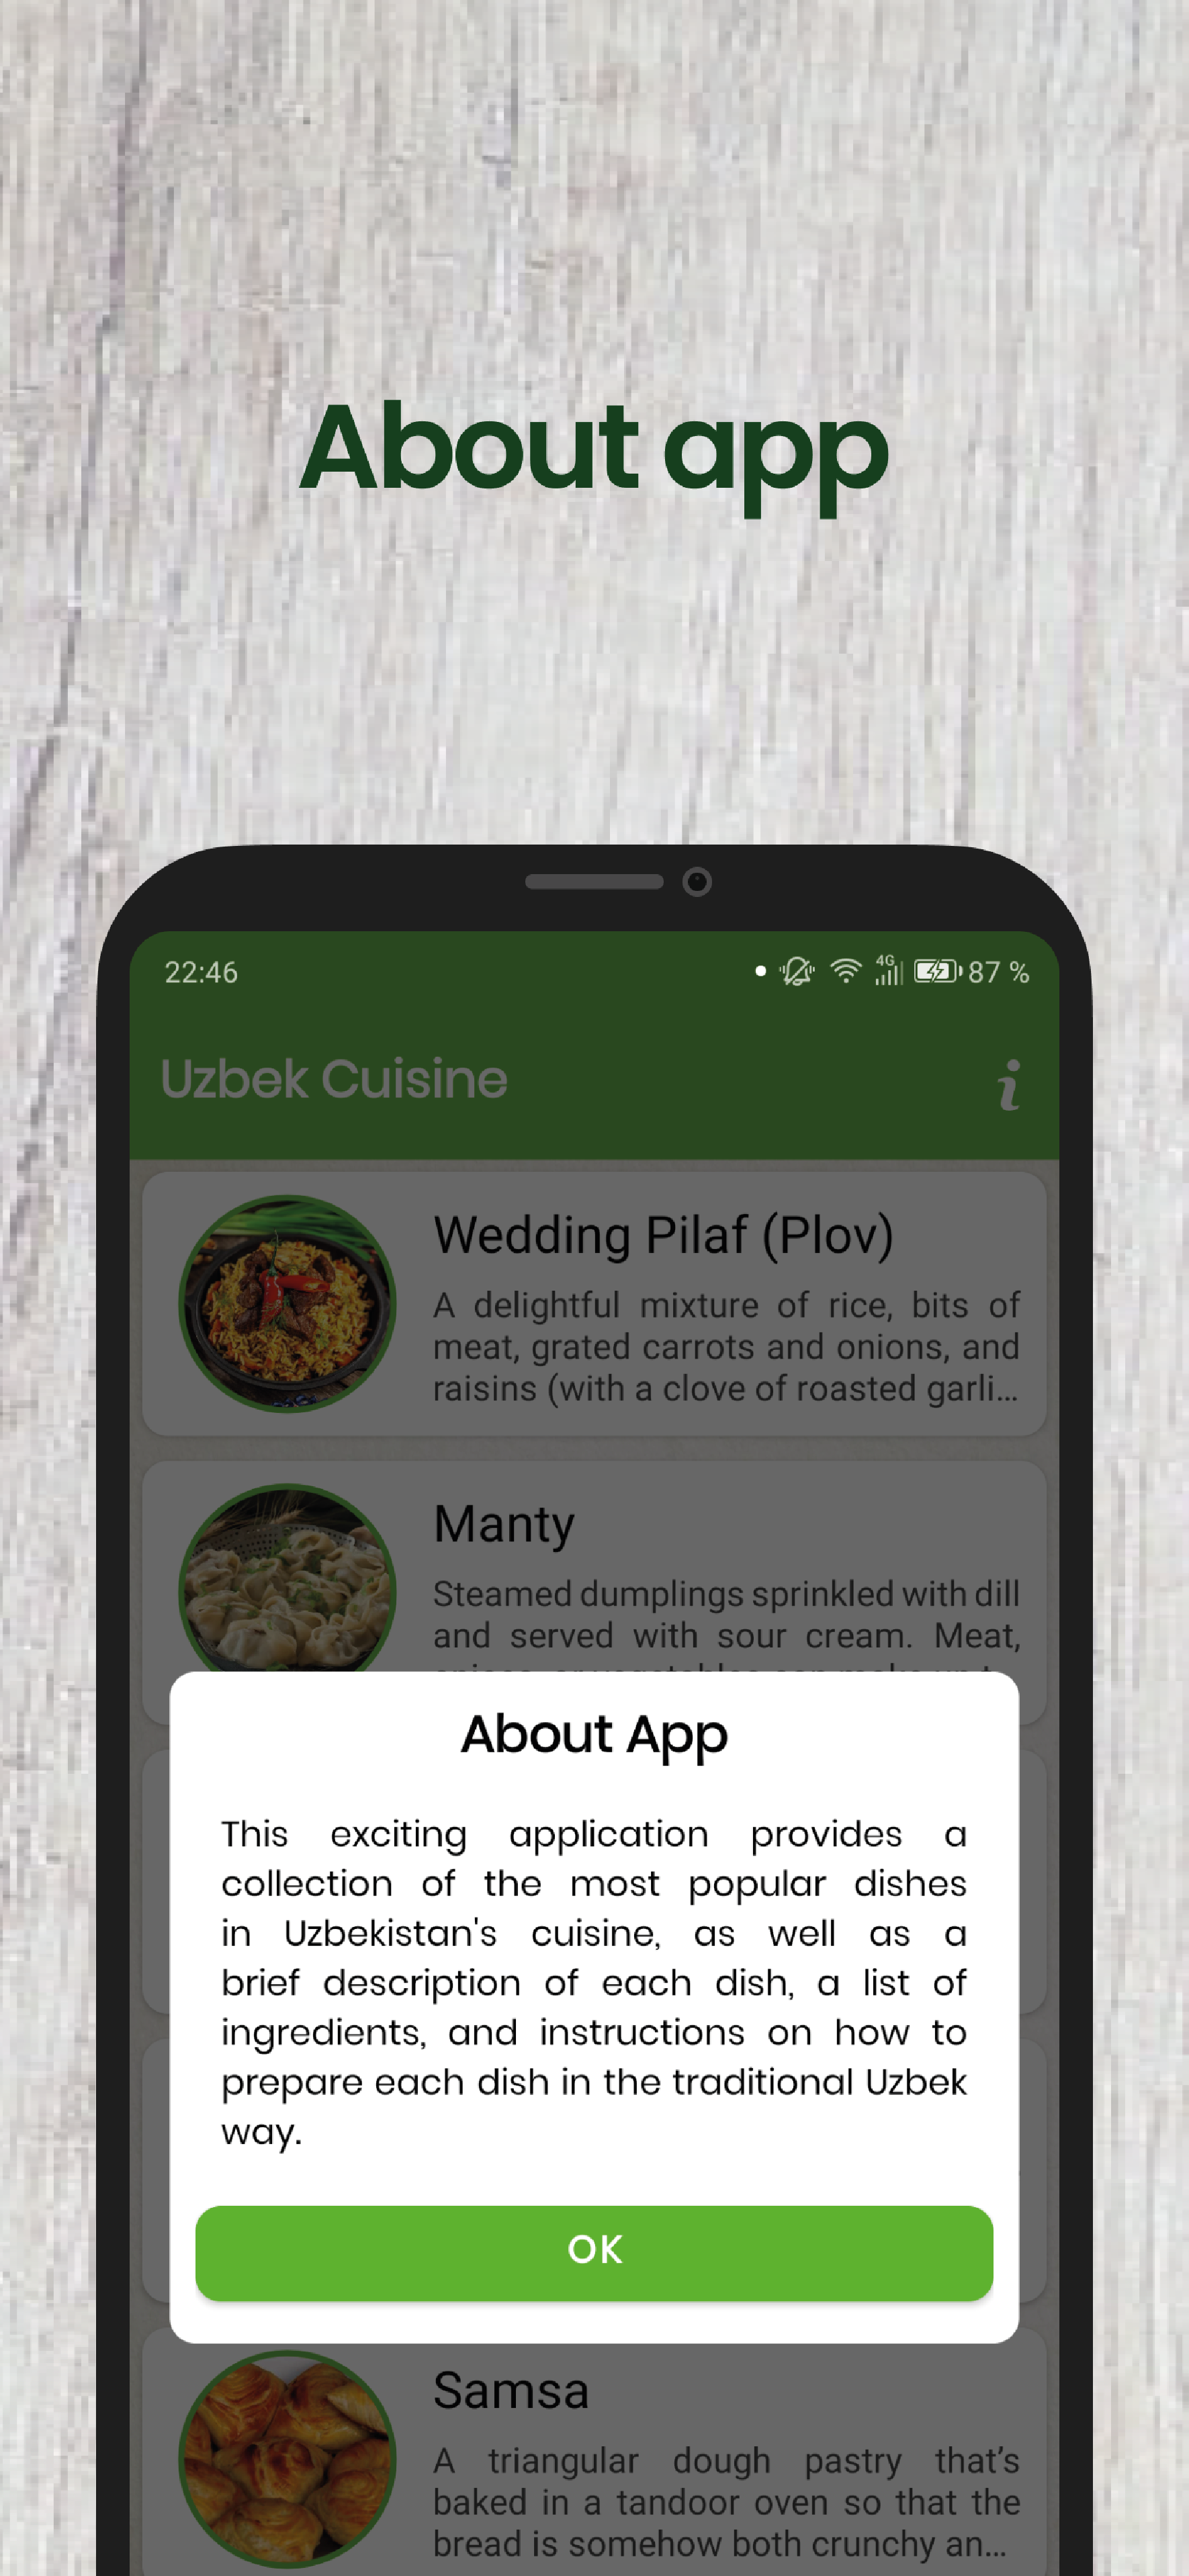 About app
22:46
4G
87 %
Uzbek Cuisine
i
Wedding Pilaf (Plov)
A delightful mixture of rice, bits of
meat, grated carrots and onions, and
raisins (with a clove of roasted garli...
Manty
Steamed dumplings sprinkled with dill
and served with sour cream. Meat,
About App
This exciting application provides a
collection of the most popular dishes
in Uzbekistan's cuisine, as well as a
brief description of each dish, a list of
ingredients, and instructions on how to
prepare each dish in the traditional Uzbek
way.
OK
Samsa
A triangular dough pastry that’s
baked in a tandoor oven so that the
bread is somehow both crunchy an...